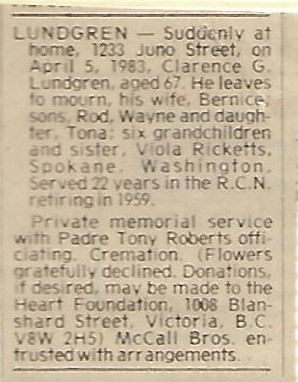 LUNDGREN — Suddenly at
home, 1233 Juno Street, on
April 5, 1983, Clarence G.
Lundgren, aged 67. He leaves
to mourn, his wife, Bernice,
sons, Rod, Wayne and daugh-
ter, Tona; six grandchildren
and sister, Viola Ricketts,
Spokane, Washington.
Served 22 years in the R.C.N.
retiring in 1959.
Private memorial service
with Padre Tony Roberts offi-
ciating. Cremation. (Flowers
gratefully declined. Donations,
if desired, may be made to the
Heart Foundation, 1008 Blan-
shard Street, Victoria, B.C.
V8W 2H5) McCall Bros. en-
trusted with arrangements.